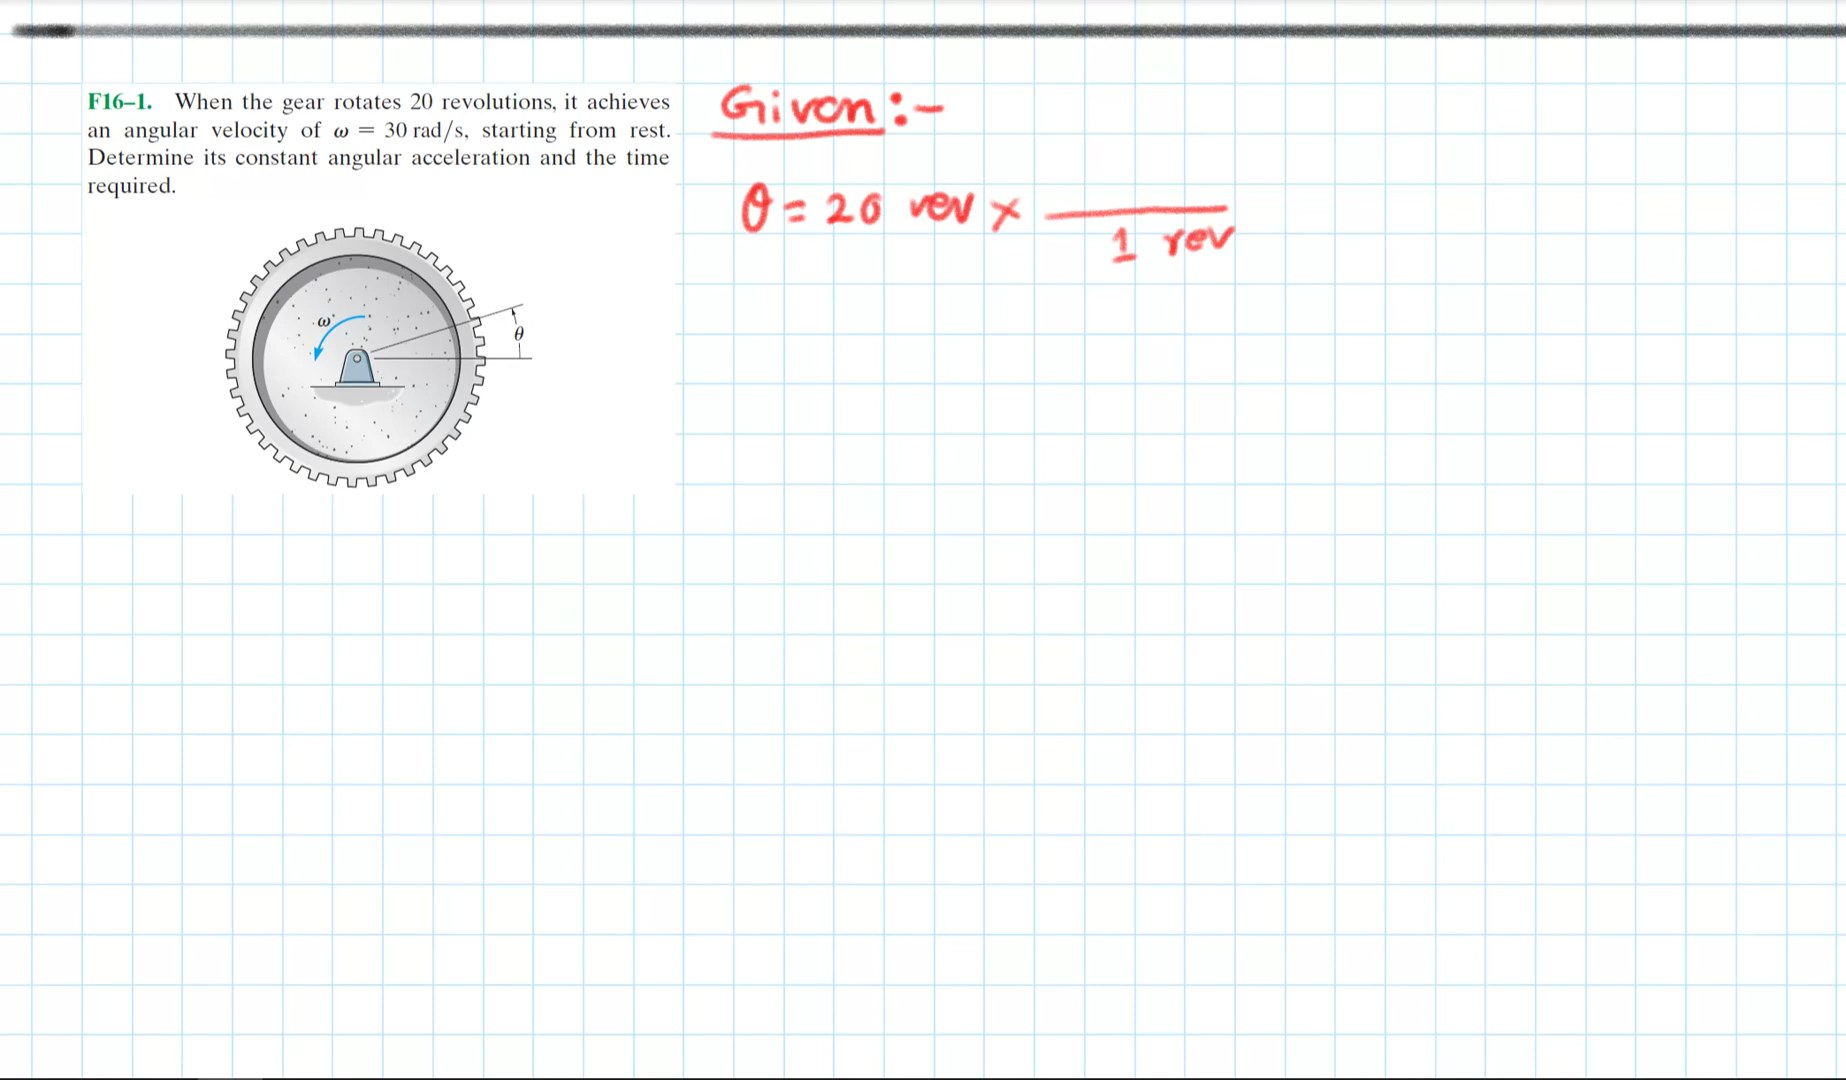 F16–1. When the gear rotates 20 revolutions, it achieves
an angular velocity of ω = 30 rad/s, starting from rest.
Determine its constant angular acceleration and the time
required.
ω
θ
Given :-
θ = 20 rev × ———
1 rev